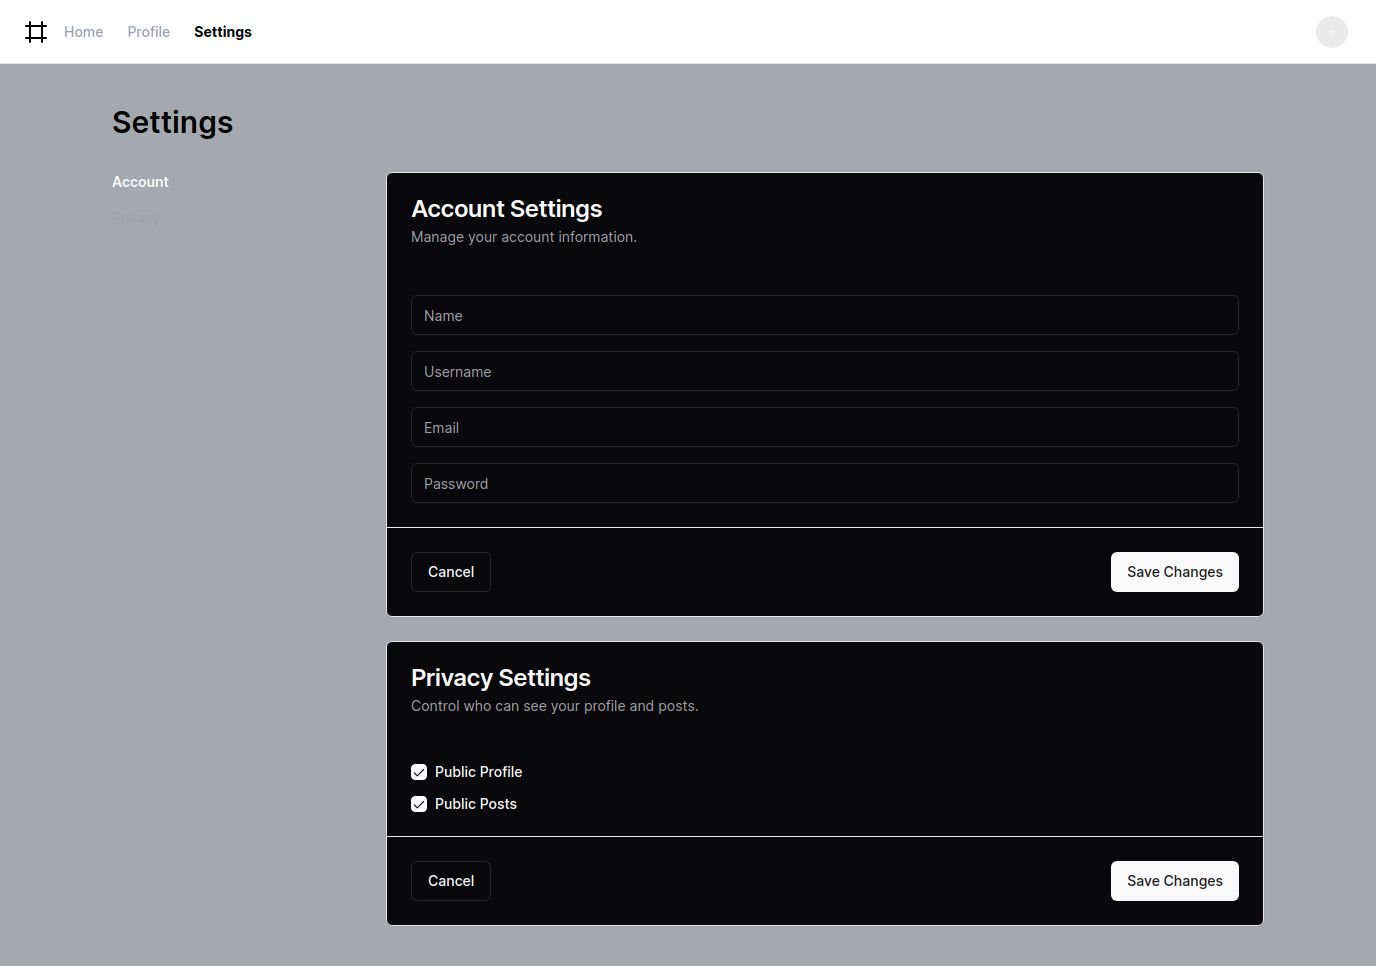 Home Profile Settings
Settings
Account
Privacy
Account Settings
Manage your account information.
Name
Username
Email
Password
Cancel Save Changes
Privacy Settings
Control who can see your profile and posts.
Public Profile
Public Posts
Cancel Save Changes